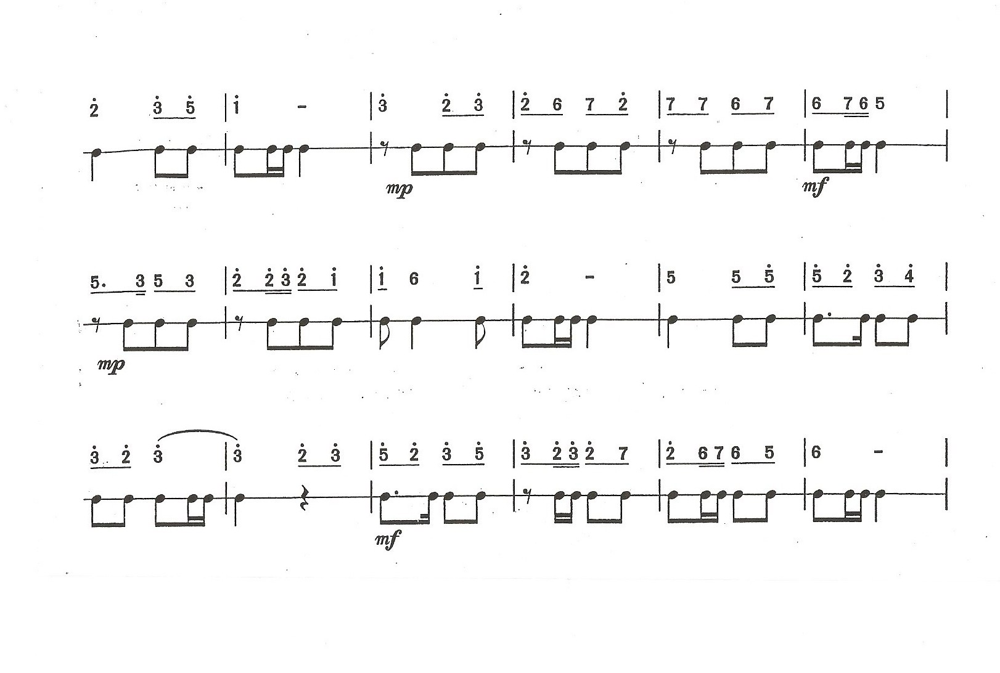 2̇ 3̇ 5̇ | 1̇ - | 3̇ 2̇ 3̇ | 2̇ 6 7 2̇ | 7 7 6 7 | 6 7 6 5 |
mp mf
5. 3 5 3 | 2̇ 2̇ 3̇ 2̇ 1̇ | 1̇ 6 1̇ | 2̇ - | 5 5 5̇ | 5̇ 2̇ 3̇ 4̇ |
mp
3̇ 2̇ 3̇ | 3̇ 2̇ 3̇ | 5̇ 2̇ 3̇ 5̇ | 3̇ 2̇ 3̇ 2̇ 7 | 2̇ 6 7 6 5 | 6 - |
mf